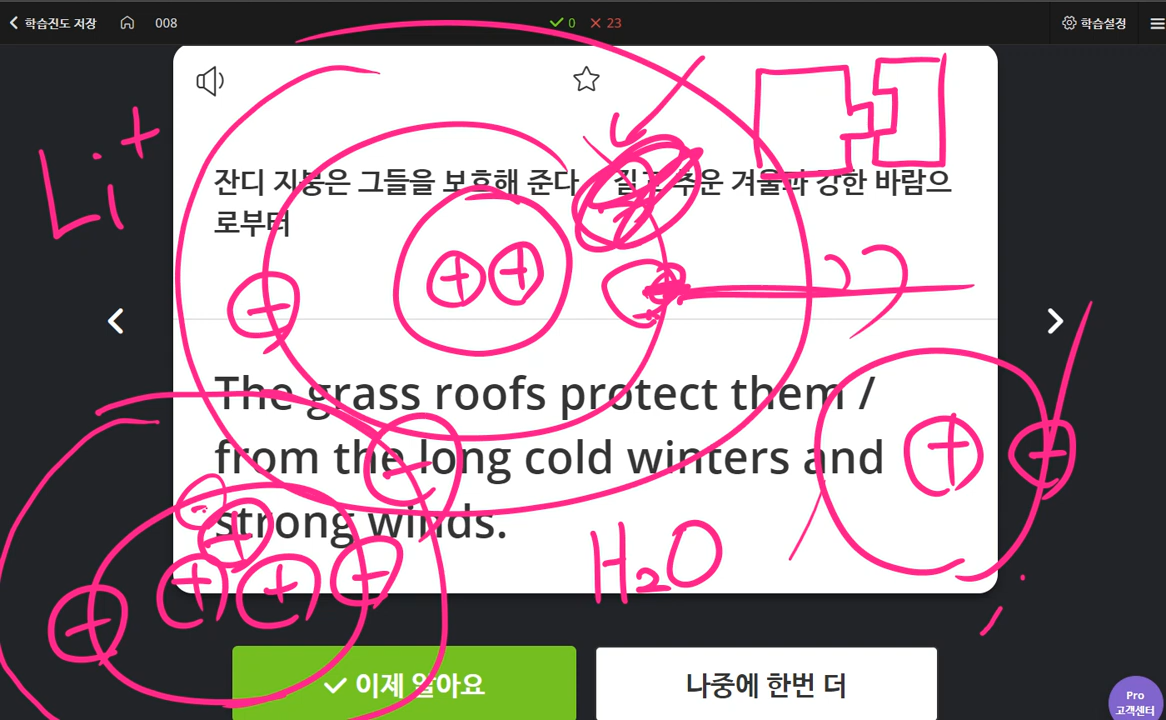 학습진도 저장
008
0
23
학습설정
Li+
잔디 지붕은 그들을 보호해 준다 길고 추운 겨울과 강한 바람으
로부터
The grass roofs protect them /
from the long cold winters and
strong winds.
H2O
이제 알아요
나중에 한번 더
Pro
고객센터